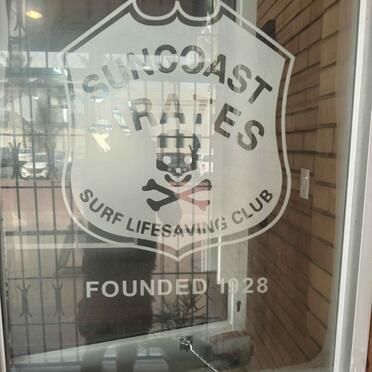 SUNCOAST
PIRATES
SURF LIFESAVING CLUB
FOUNDED 1928